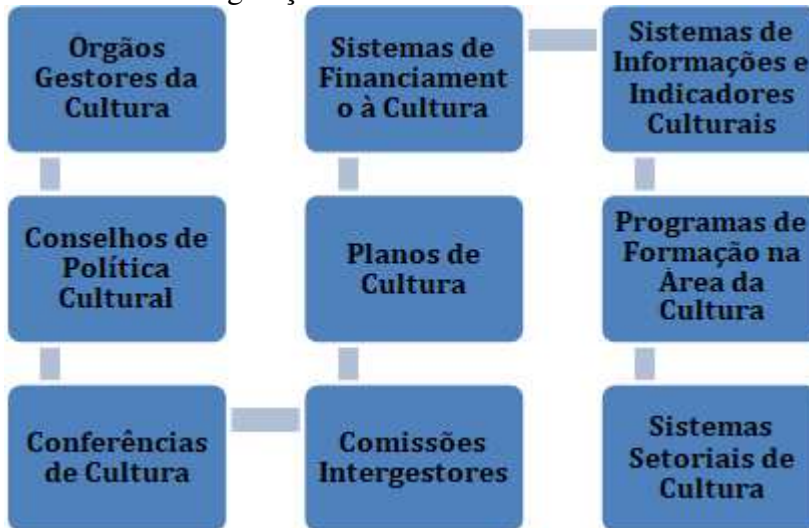 Orgãos
Gestores da
Cultura
Conselhos de
Política
Cultural
Conferências
de Cultura
Comissões
Intergestores
Planos de
Cultura
Sistemas de
Financiament
o à Cultura
Sistemas de
Informações e
Indicadores
Culturais
Programas de
Formação na
Área da
Cultura
Sistemas
Setoriais de
Cultura